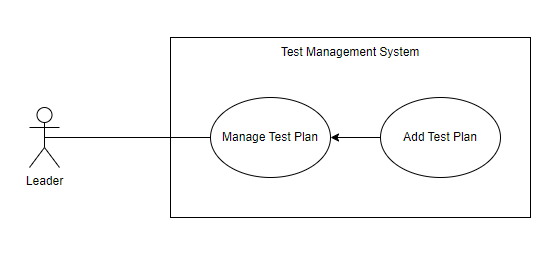 Test Management System
Manage Test Plan
Add Test Plan
Leader